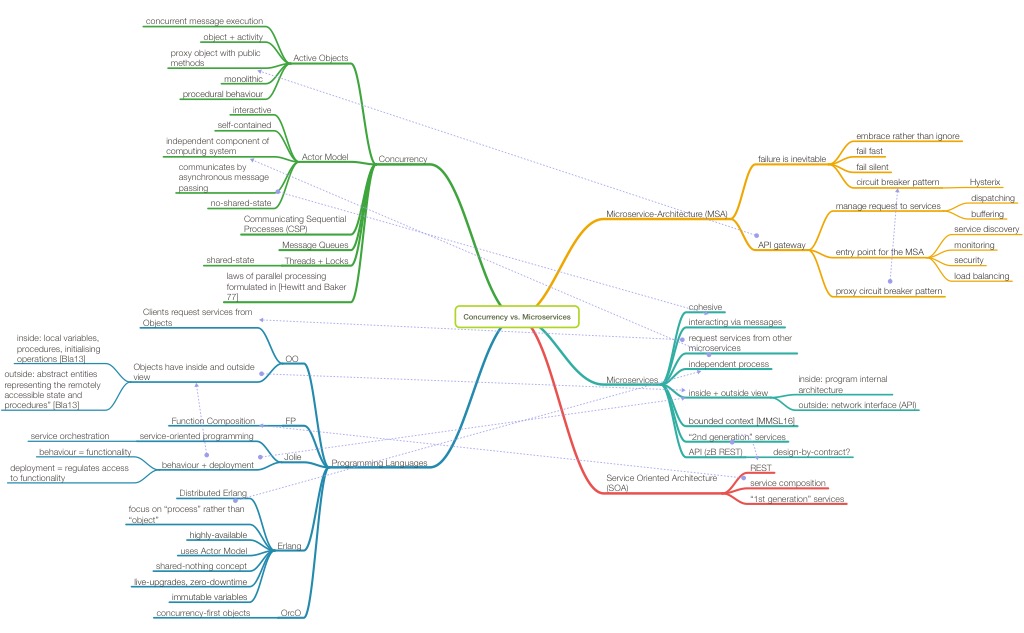 Concurrency vs. Microservices
Concurrency
Active Objects
concurrent message execution
object + activity
proxy object with public
methods
monolithic
procedural behaviour
Actor Model
interactive
self-contained
independent component of
computing system
communicates by
asynchronous message
passing
no-shared-state
Communicating Sequential
Processes (CSP)
Message Queues
Threads + Locks
shared-state
laws of parallel processing
formulated in [Hewitt and Baker
77]
Programming Languages
OO
Clients request services from
Objects
Objects have inside and outside
view
inside: local variables,
procedures, initialising
operations [Bla13]
outside: abstract entities
representing the remotely
accessible state and
procedures" [Bla13]
FP
Function Composition
Jolie
service-oriented programming
service orchestration
behaviour + deployment
behaviour = functionality
deployment = regulates access
to functionality
Erlang
Distributed Erlang
focus on "process" rather than
"object"
highly-available
uses Actor Model
shared-nothing concept
live-upgrades, zero-downtime
immutable variables
OrcO
concurrency-first objects
Microservice-Architecture (MSA)
failure is inevitable
embrace rather than ignore
fail fast
fail silent
circuit breaker pattern
Hysterix
API gateway
manage request to services
dispatching
buffering
entry point for the MSA
service discovery
monitoring
security
load balancing
proxy circuit breaker pattern
Microservices
cohesive
interacting via messages
request services from other
microservices
independent process
inside + outside view
inside: program internal
architecture
outside: network interface (API)
bounded context [MMSL16]
"2nd generation" services
API (zB REST)
design-by-contract?
Service Oriented Architecture
(SOA)
REST
service composition
"1st generation" services